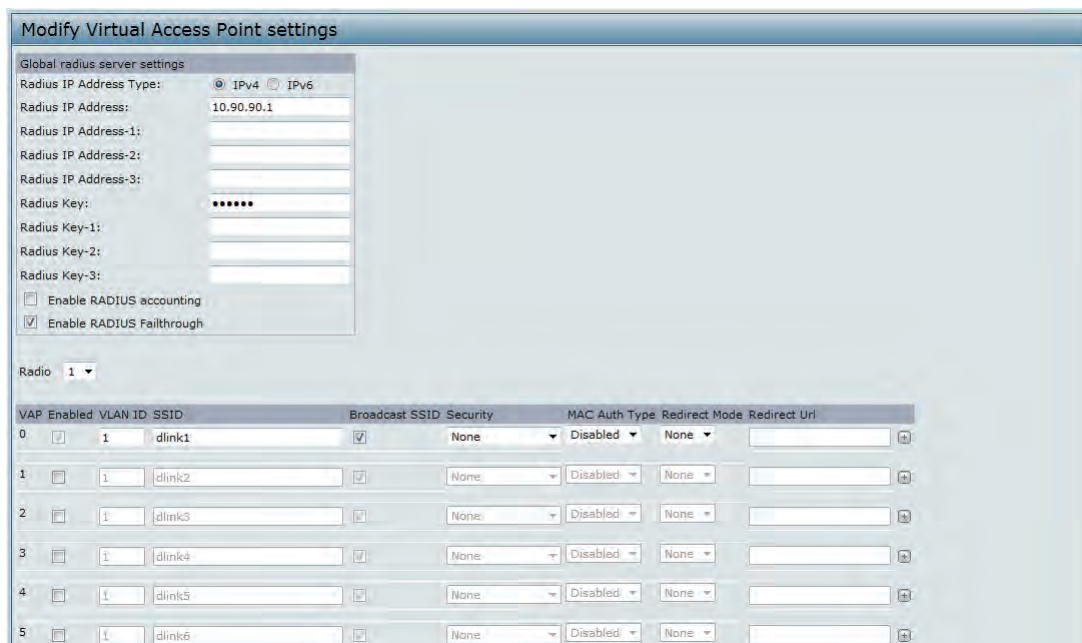 Modify Virtual Access Point settings
Global radius server settings
Radius IP Address Type: IPv4 IPv6
Radius IP Address: 10.90.90.1
Radius IP Address-1:
Radius IP Address-2:
Radius IP Address-3:
Radius Key: ••••••
Radius Key-1:
Radius Key-2:
Radius Key-3:
Enable RADIUS accounting
Enable RADIUS Failthrough
Radio 1
VAP Enabled VLAN ID SSID Broadcast SSID Security MAC Auth Type Redirect Mode Redirect Url
0 1 dlink1 None Disabled None
1 1 dlink2 None Disabled None
2 1 dlink3 None Disabled None
3 1 dlink4 None Disabled None
4 1 dlink5 None Disabled None
5 1 dlink6 None Disabled None